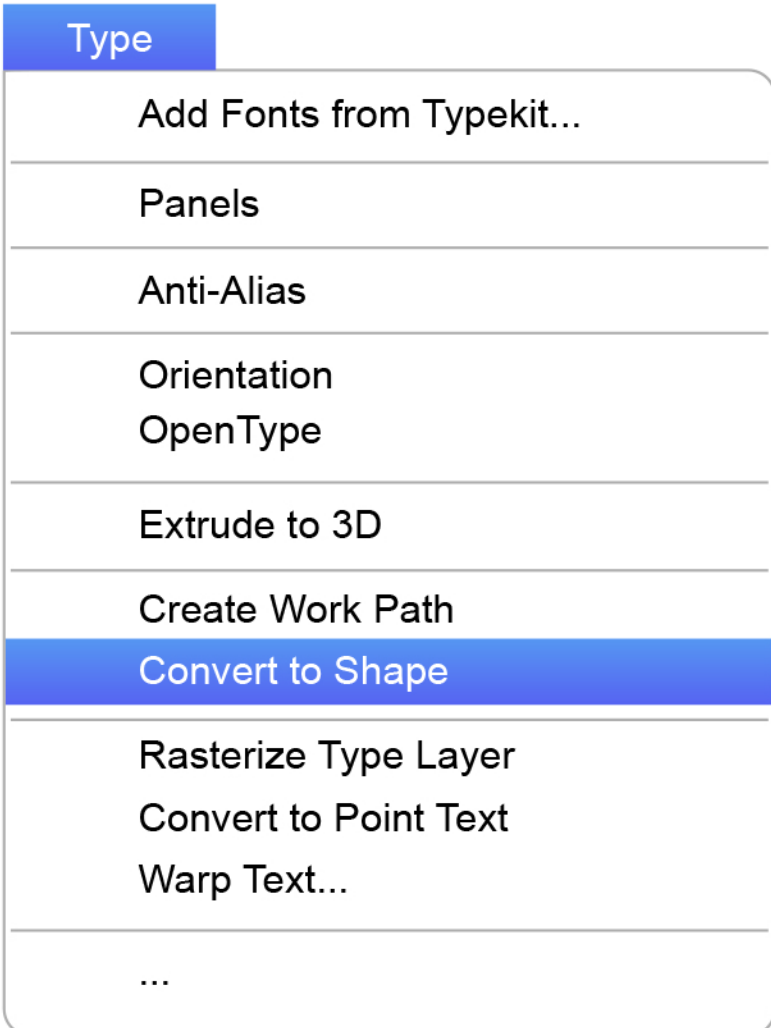 Type
Add Fonts from Typekit...
Panels
Anti-Alias
Orientation
OpenType
Extrude to 3D
Create Work Path
Convert to Shape
Rasterize Type Layer
Convert to Point Text
Warp Text...
...